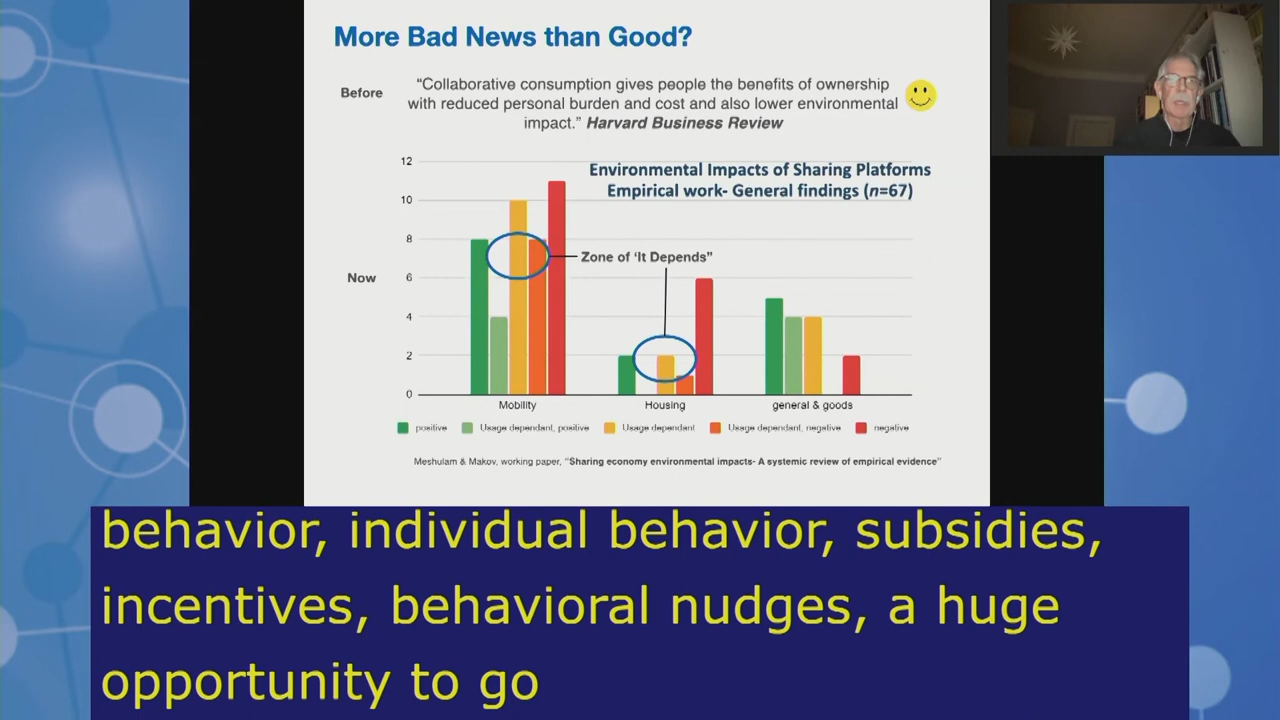 More Bad News than Good?
Before
“Collaborative consumption gives people the benefits of ownership
with reduced personal burden and cost and also lower environmental
impact.” Harvard Business Review
Environmental Impacts of Sharing Platforms
Empirical work- General findings (n=67)
Zone of ‘It Depends”
Now
12
10
8
6
4
2
0
Mobility
Housing
general & goods
positive
Usage dependant, positive
Usage dependant
Usage dependant, negative
negative
Meshulam & Makov, working paper, “Sharing economy environmental impacts- A systemic review of empirical evidence”
behavior, individual behavior, subsidies,
incentives, behavioral nudges, a huge
opportunity to go